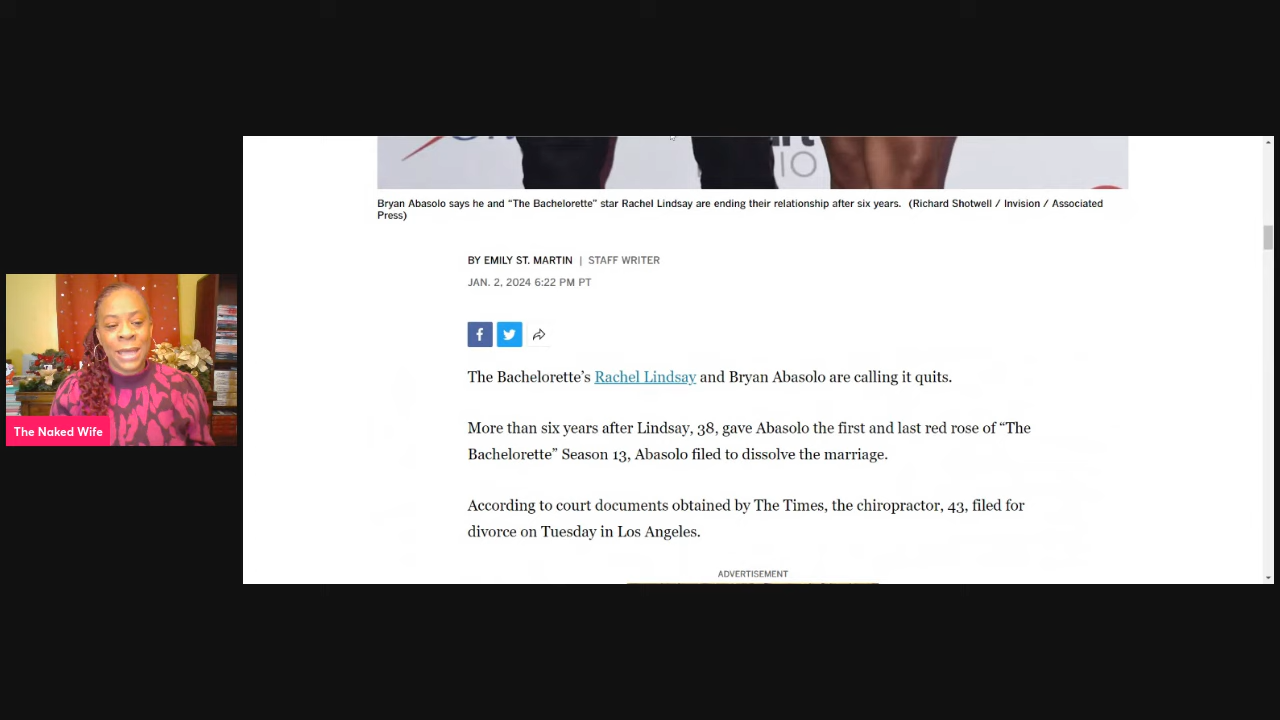 Bryan Abasolo says he and “The Bachelorette” star Rachel Lindsay are ending their relationship after six years. (Richard Shotwell / Invision / Associated
Press)
BY EMILY ST. MARTIN | STAFF WRITER
JAN. 2, 2024 6:22 PM PT
The Bachelorette’s Rachel Lindsay and Bryan Abasolo are calling it quits.
The Naked Wife
More than six years after Lindsay, 38, gave Abasolo the first and last red rose of “The
Bachelorette” Season 13, Abasolo filed to dissolve the marriage.
According to court documents obtained by The Times, the chiropractor, 43, filed for
divorce on Tuesday in Los Angeles.
ADVERTISEMENT